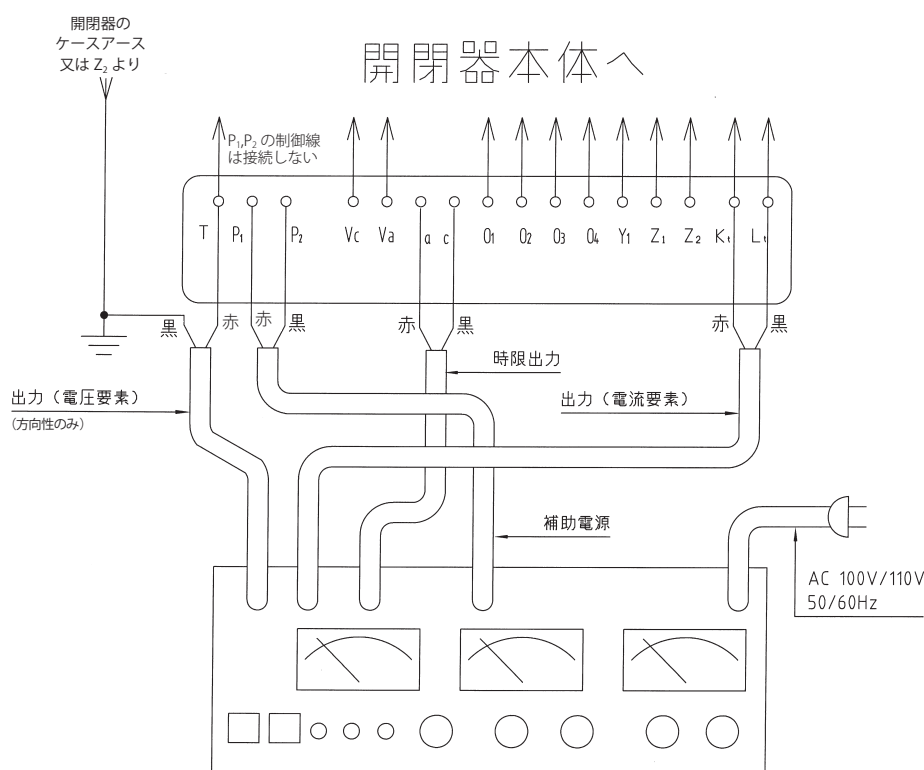 開閉器の
ケースアース
又は Z₂ より
開閉器本体へ
P₁,P₂ の制御線
は接続しない
T P₁ P₂ Vc Va a c O₁ O₂ O₃ O₄ Y₁ Z₁ Z₂ Kₜ Lₜ
黒 赤 赤 黒 赤 黒 赤 黒
時限出力
出力（電圧要素）
(方向性のみ)
出力（電流要素）
補助電源
AC 100V/110V
50/60Hz